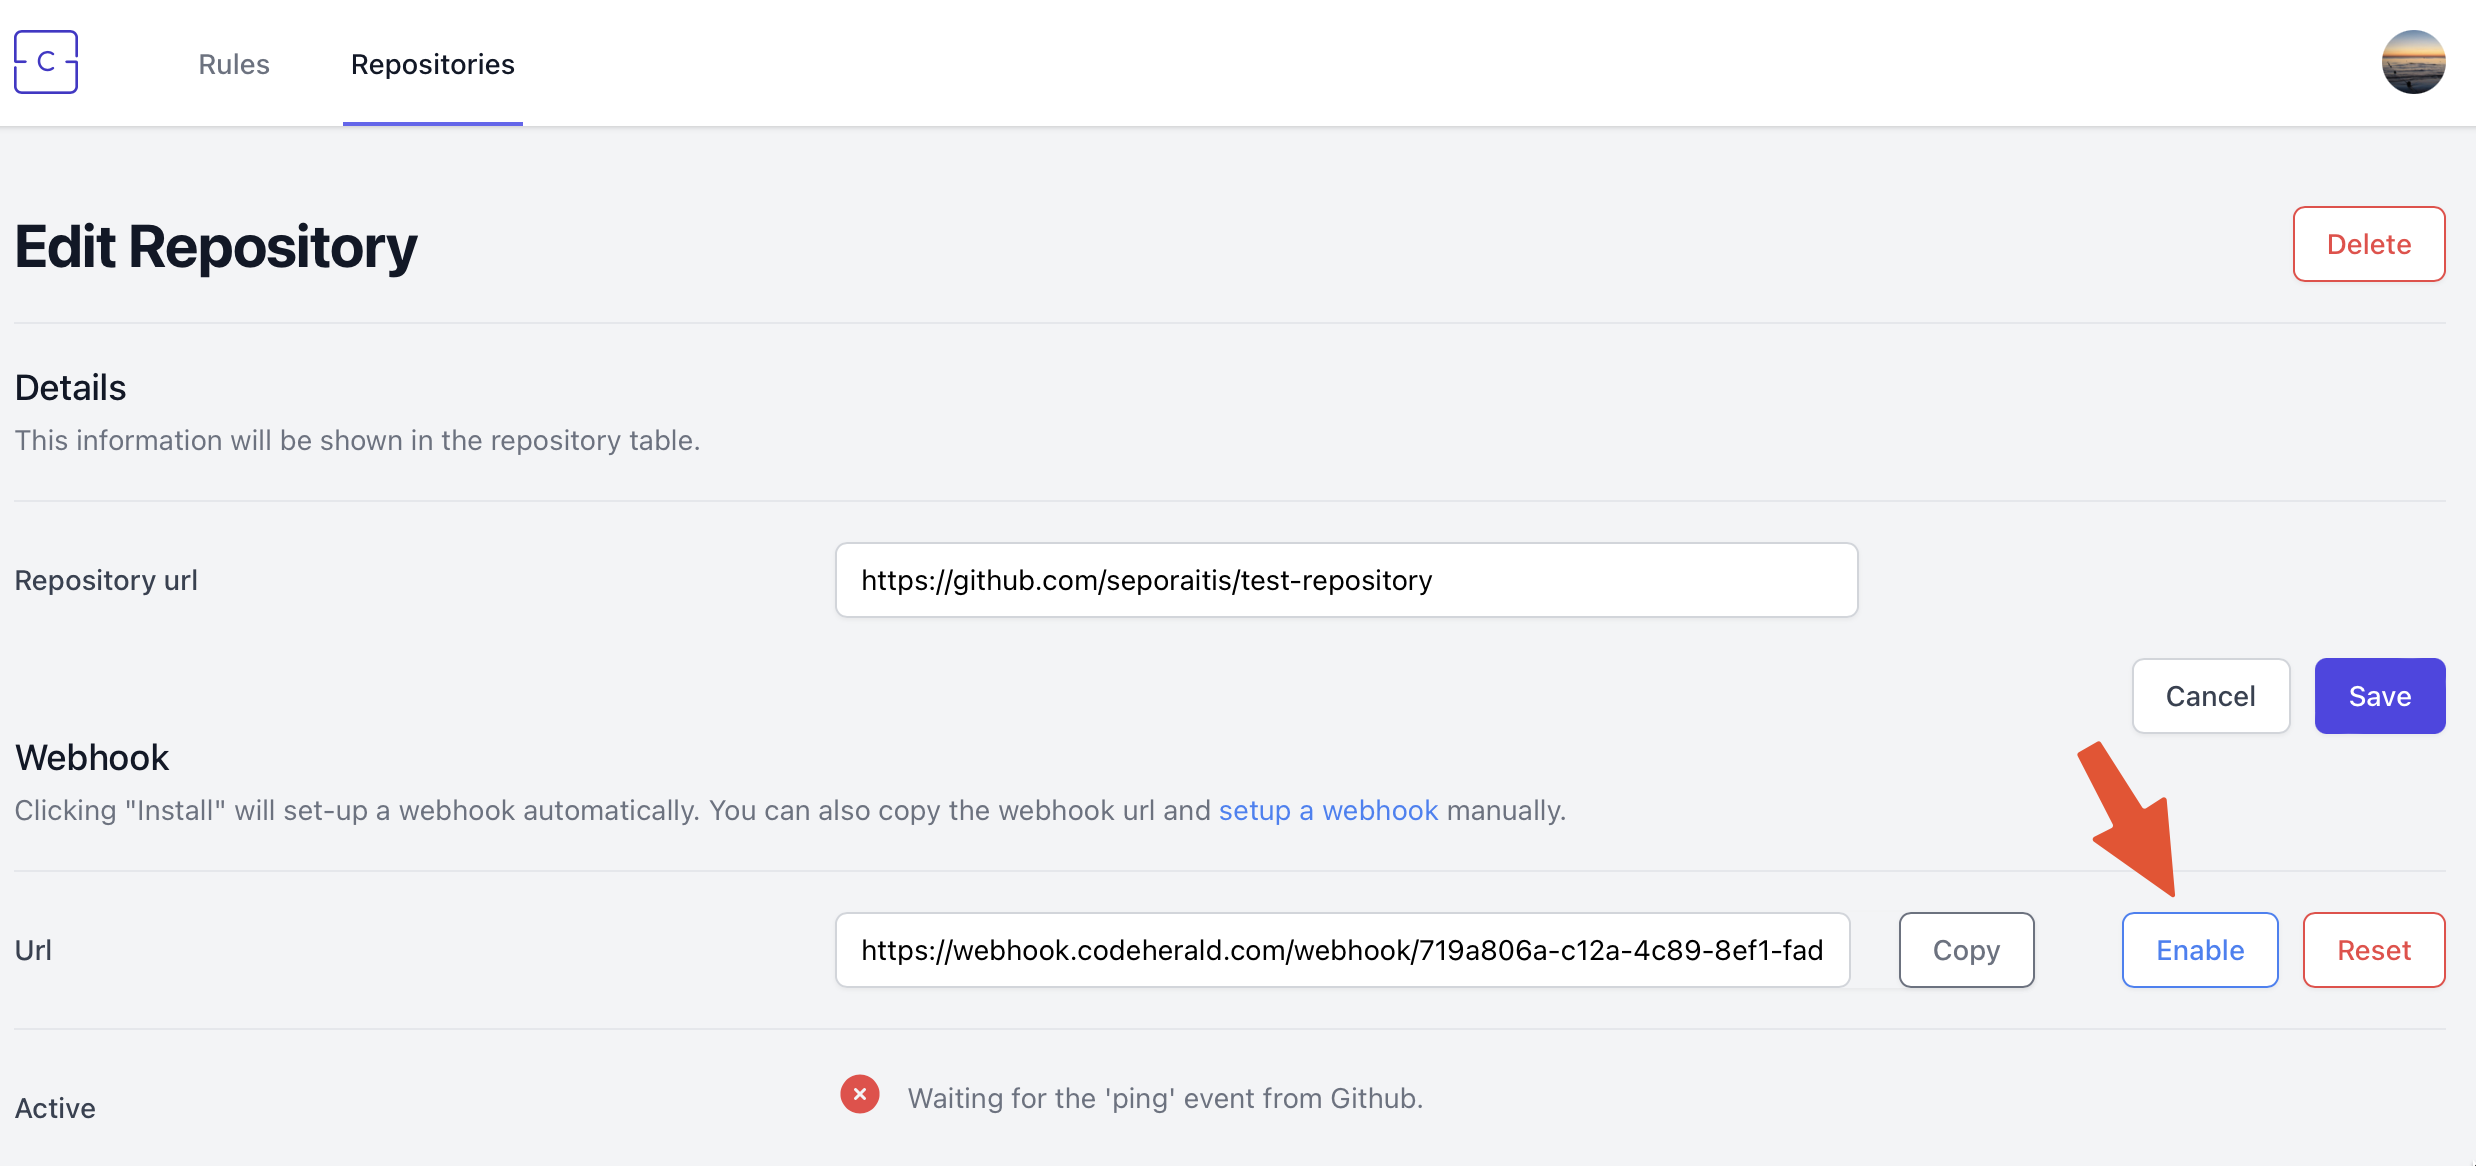 C
Rules
Repositories
Edit Repository
Delete
Details
This information will be shown in the repository table.
Repository url
https://github.com/seporaitis/test-repository
Cancel
Save
Webhook
Clicking "Install" will set-up a webhook automatically. You can also copy the webhook url and setup a webhook manually.
Url
https://webhook.codeherald.com/webhook/719a806a-c12a-4c89-8ef1-fad
Copy
Enable
Reset
Active
Waiting for the 'ping' event from Github.